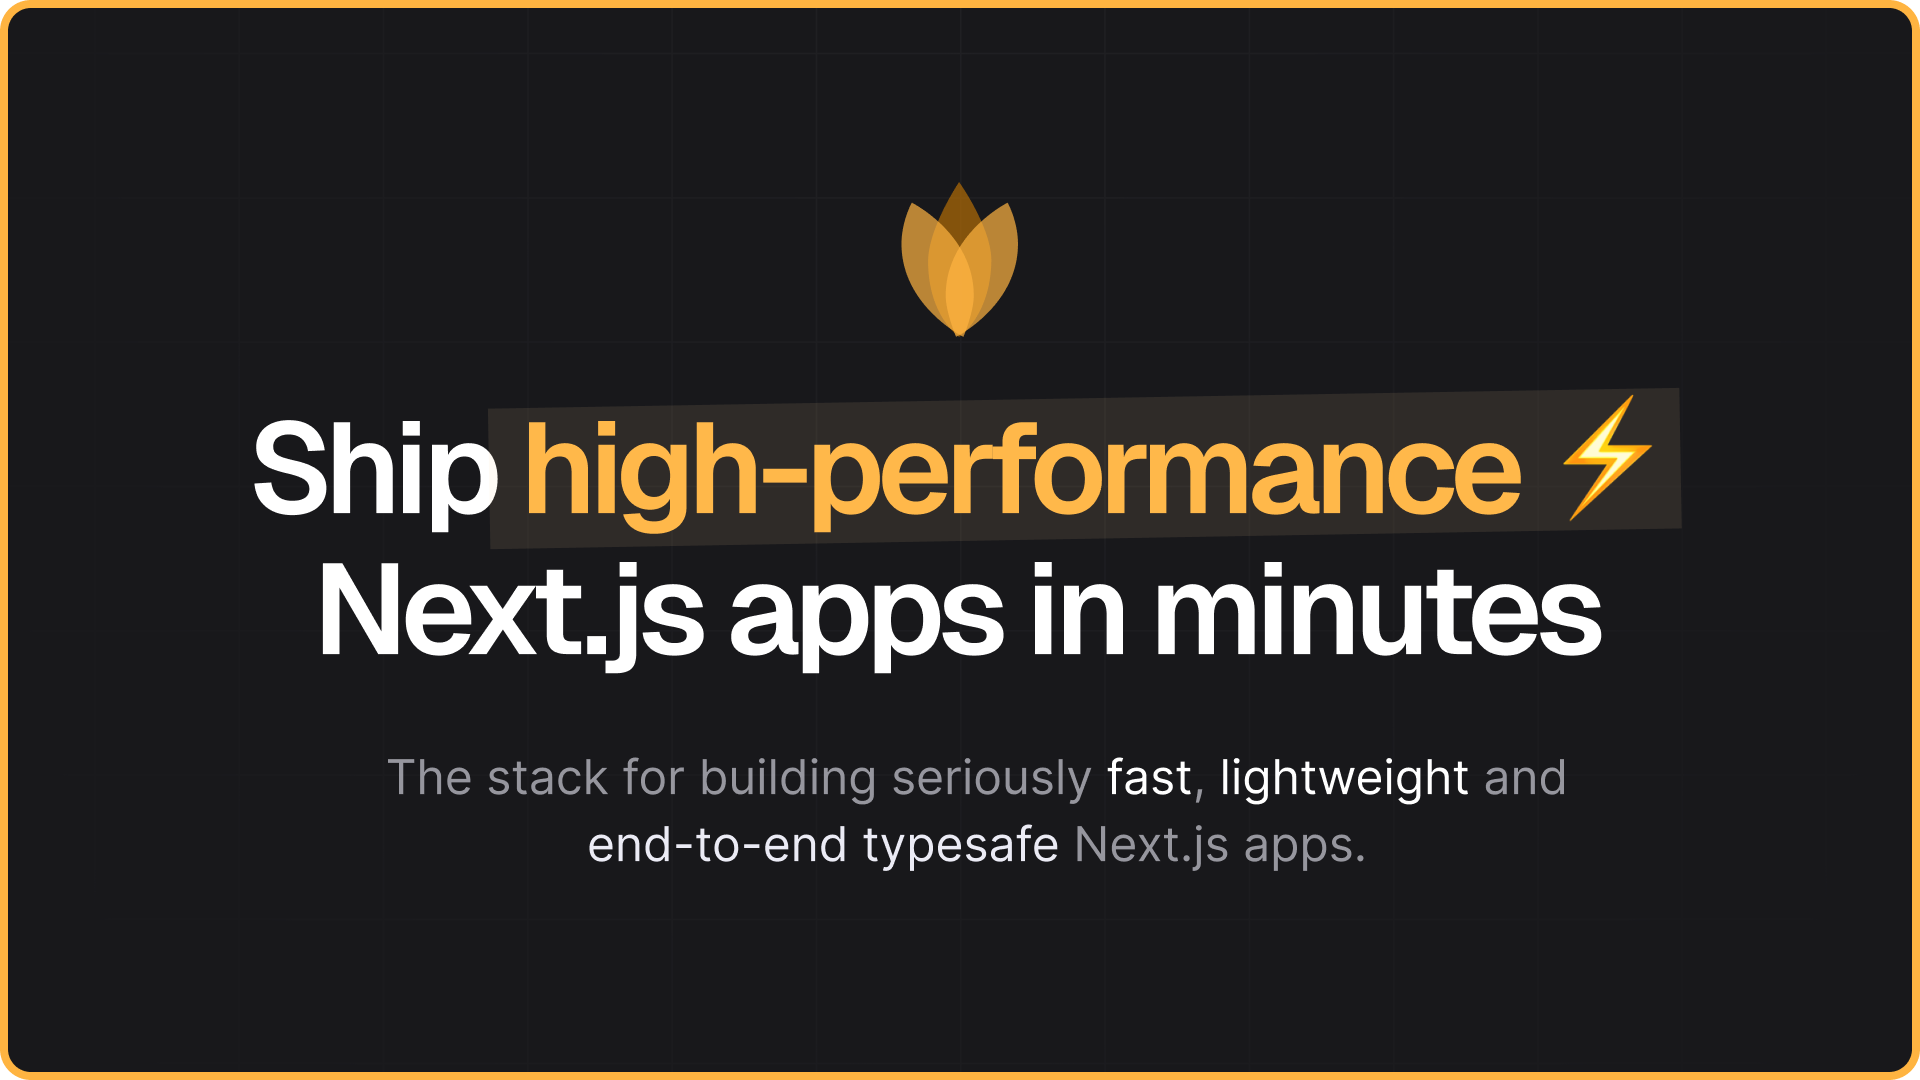 Ship high-performance ⚡
Next.js apps in minutes
The stack for building seriously fast, lightweight and
end-to-end typesafe Next.js apps.